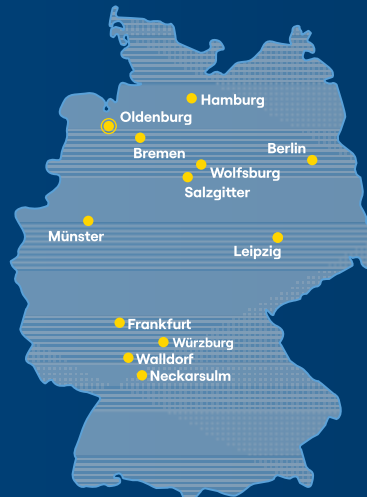 Hamburg
Oldenburg
Bremen
Berlin
Wolfsburg
Salzgitter
Münster
Leipzig
Frankfurt
Würzburg
Walldorf
Neckarsulm